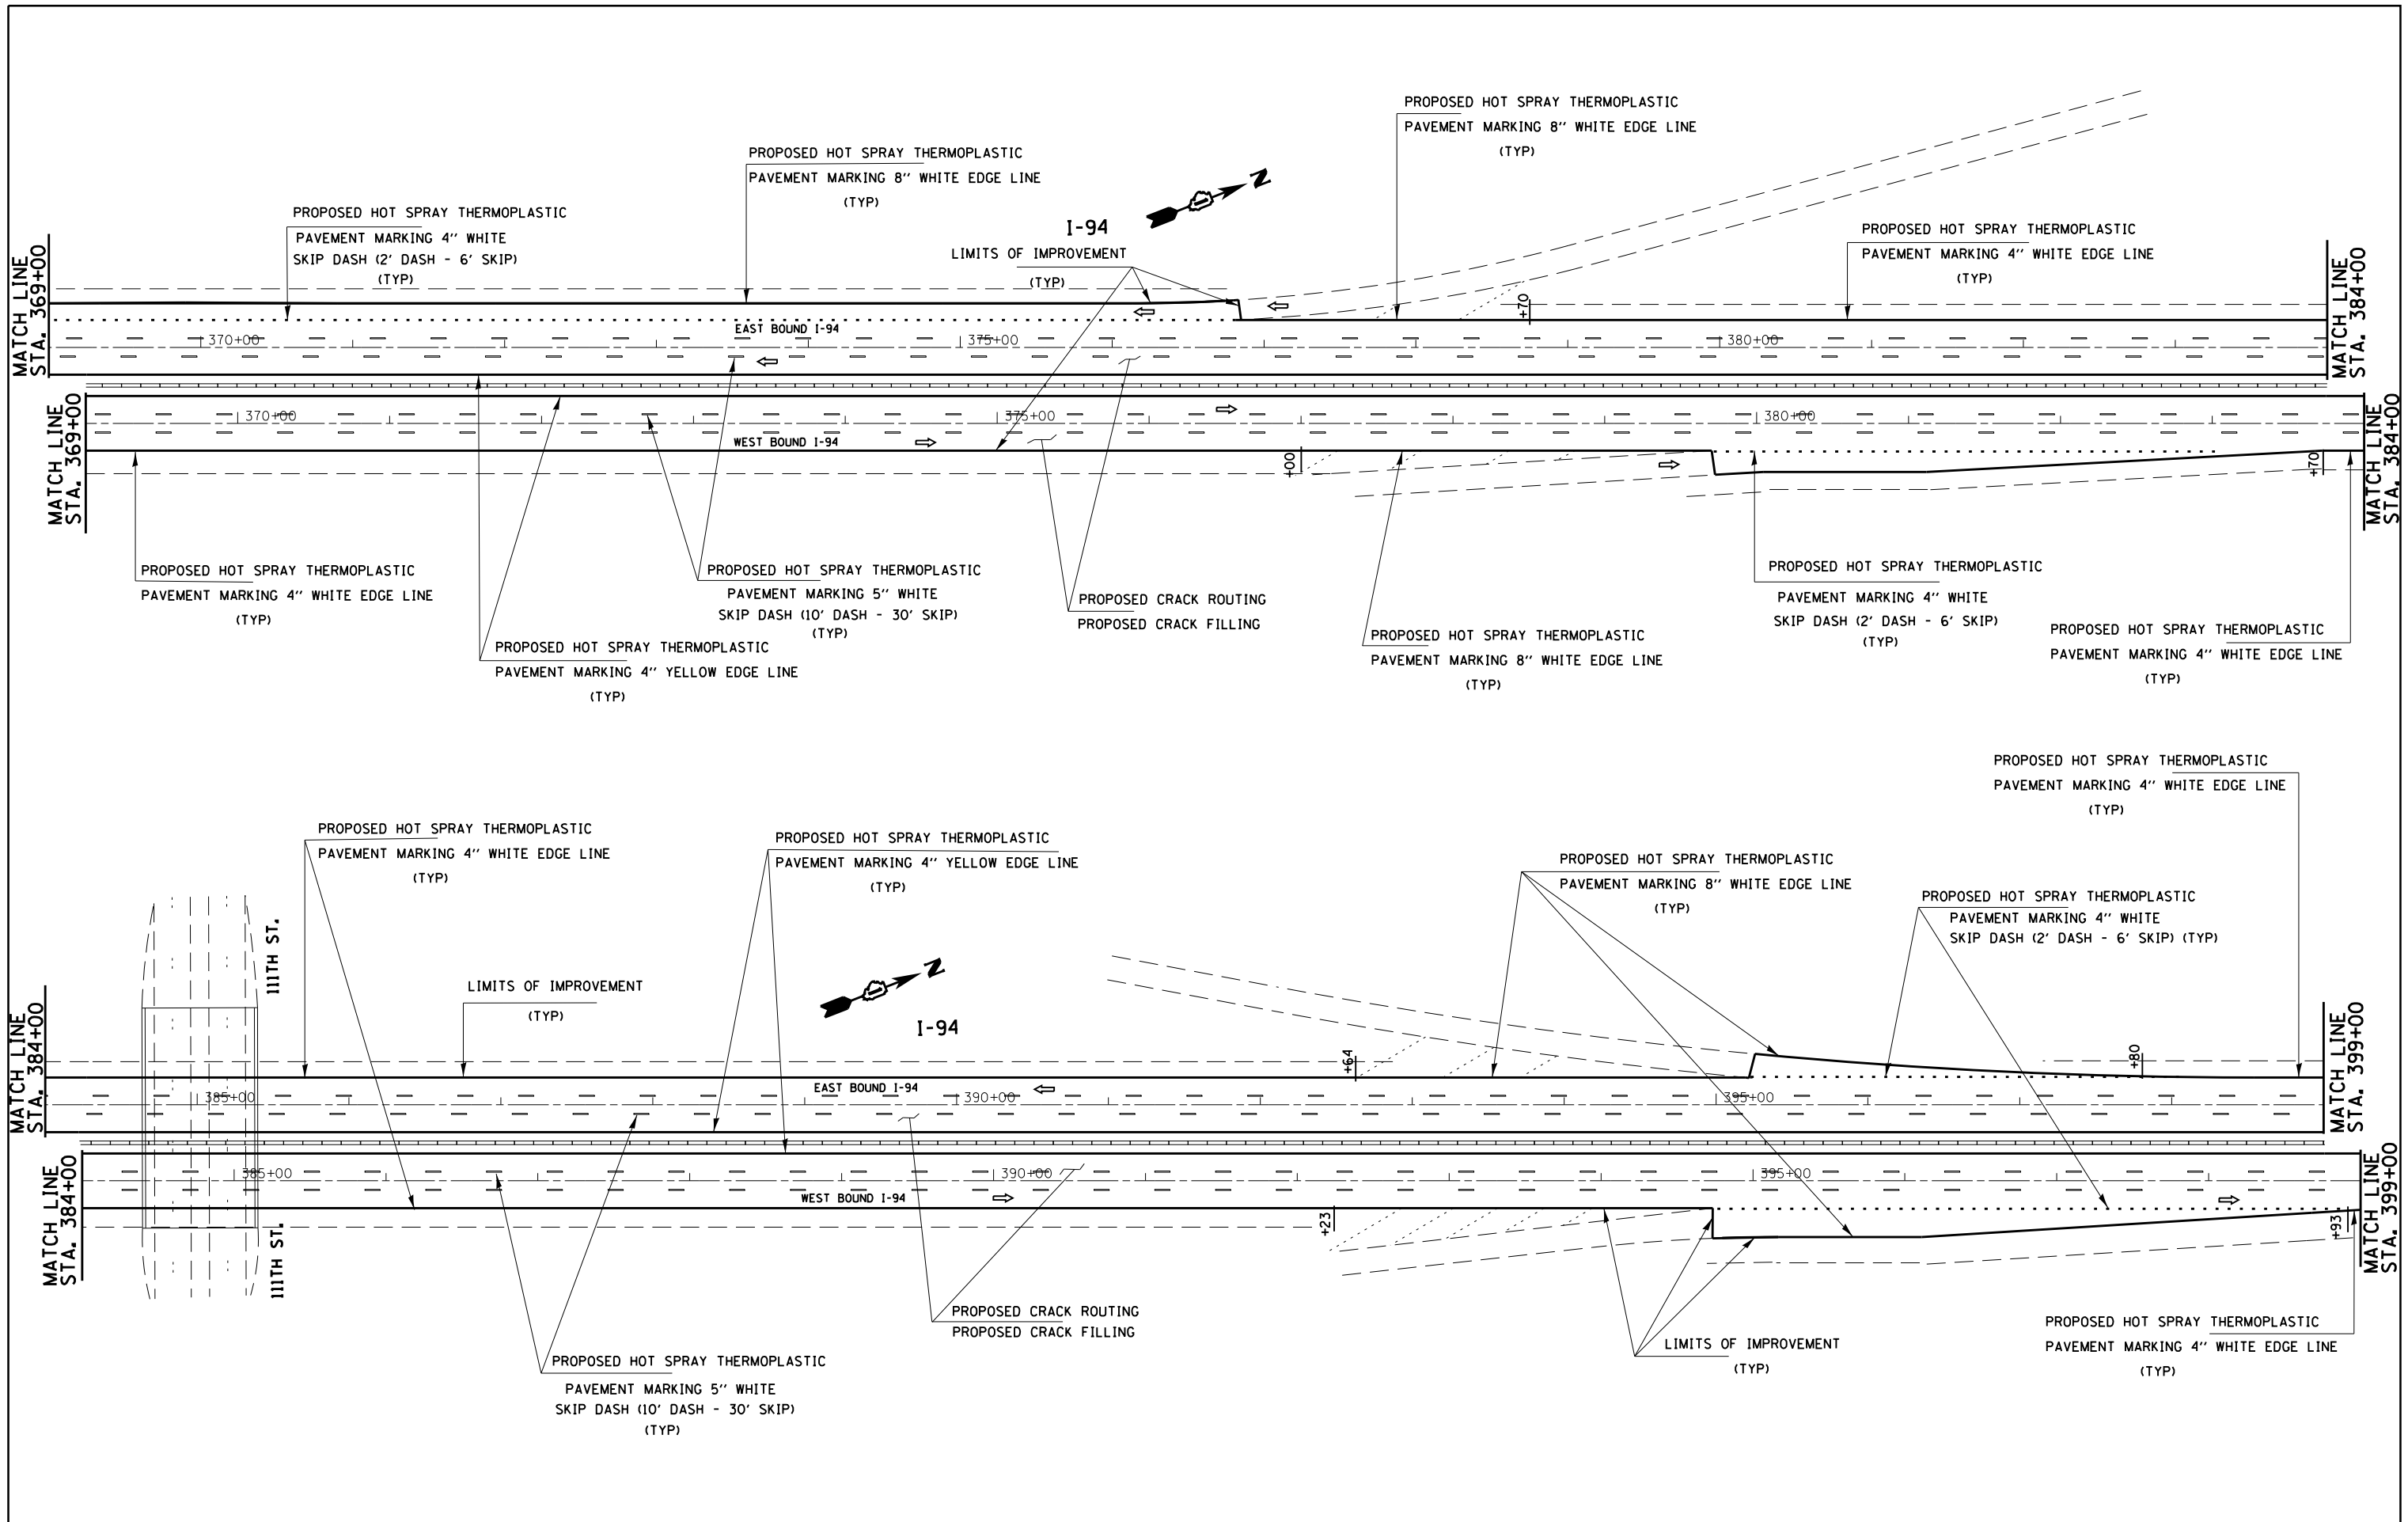 PROPOSED HOT SPRAY THERMOPLASTIC
PAVEMENT MARKING 8'' WHITE EDGE LINE
(TYP)
PROPOSED HOT SPRAY THERMOPLASTIC
PAVEMENT MARKING 8'' WHITE EDGE LINE
(TYP)
PROPOSED HOT SPRAY THERMOPLASTIC
PAVEMENT MARKING 4'' WHITE
SKIP DASH (2' DASH - 6' SKIP)
(TYP)
N
I-94
LIMITS OF IMPROVEMENT
(TYP)
PROPOSED HOT SPRAY THERMOPLASTIC
PAVEMENT MARKING 4'' WHITE EDGE LINE
(TYP)
MATCH LINE
STA. 369+00
MATCH LINE
STA. 384+00
+70
EAST BOUND I-94
370+00
375+00
380+00
MATCH LINE
STA. 369+00
MATCH LINE
STA. 384+00
370+00
375+00
380+00
WEST BOUND I-94
+00
+70
PROPOSED HOT SPRAY THERMOPLASTIC
PAVEMENT MARKING 4'' WHITE EDGE LINE
(TYP)
PROPOSED HOT SPRAY THERMOPLASTIC
PAVEMENT MARKING 5'' WHITE
SKIP DASH (10' DASH - 30' SKIP)
(TYP)
PROPOSED CRACK ROUTING
PROPOSED CRACK FILLING
PROPOSED HOT SPRAY THERMOPLASTIC
PAVEMENT MARKING 4'' WHITE
SKIP DASH (2' DASH - 6' SKIP)
(TYP)
PROPOSED HOT SPRAY THERMOPLASTIC
PAVEMENT MARKING 4'' YELLOW EDGE LINE
(TYP)
PROPOSED HOT SPRAY THERMOPLASTIC
PAVEMENT MARKING 8'' WHITE EDGE LINE
(TYP)
PROPOSED HOT SPRAY THERMOPLASTIC
PAVEMENT MARKING 4'' WHITE EDGE LINE
(TYP)
PROPOSED HOT SPRAY THERMOPLASTIC
PAVEMENT MARKING 4'' WHITE EDGE LINE
(TYP)
PROPOSED HOT SPRAY THERMOPLASTIC
PAVEMENT MARKING 4'' WHITE EDGE LINE
(TYP)
PROPOSED HOT SPRAY THERMOPLASTIC
PAVEMENT MARKING 4'' YELLOW EDGE LINE
(TYP)
PROPOSED HOT SPRAY THERMOPLASTIC
PAVEMENT MARKING 8'' WHITE EDGE LINE
(TYP)
PROPOSED HOT SPRAY THERMOPLASTIC
PAVEMENT MARKING 4'' WHITE
SKIP DASH (2' DASH - 6' SKIP) (TYP)
111TH ST.
LIMITS OF IMPROVEMENT
(TYP)
N
I-94
MATCH LINE
STA. 384+00
MATCH LINE
STA. 399+00
+64
+80
EAST BOUND I-94
385+00
390+00
395+00
MATCH LINE
STA. 384+00
MATCH LINE
STA. 399+00
385+00
390+00
395+00
WEST BOUND I-94
+23
+93
111TH ST.
PROPOSED CRACK ROUTING
PROPOSED CRACK FILLING
LIMITS OF IMPROVEMENT
(TYP)
PROPOSED HOT SPRAY THERMOPLASTIC
PAVEMENT MARKING 4'' WHITE EDGE LINE
(TYP)
PROPOSED HOT SPRAY THERMOPLASTIC
PAVEMENT MARKING 5'' WHITE
SKIP DASH (10' DASH - 30' SKIP)
(TYP)